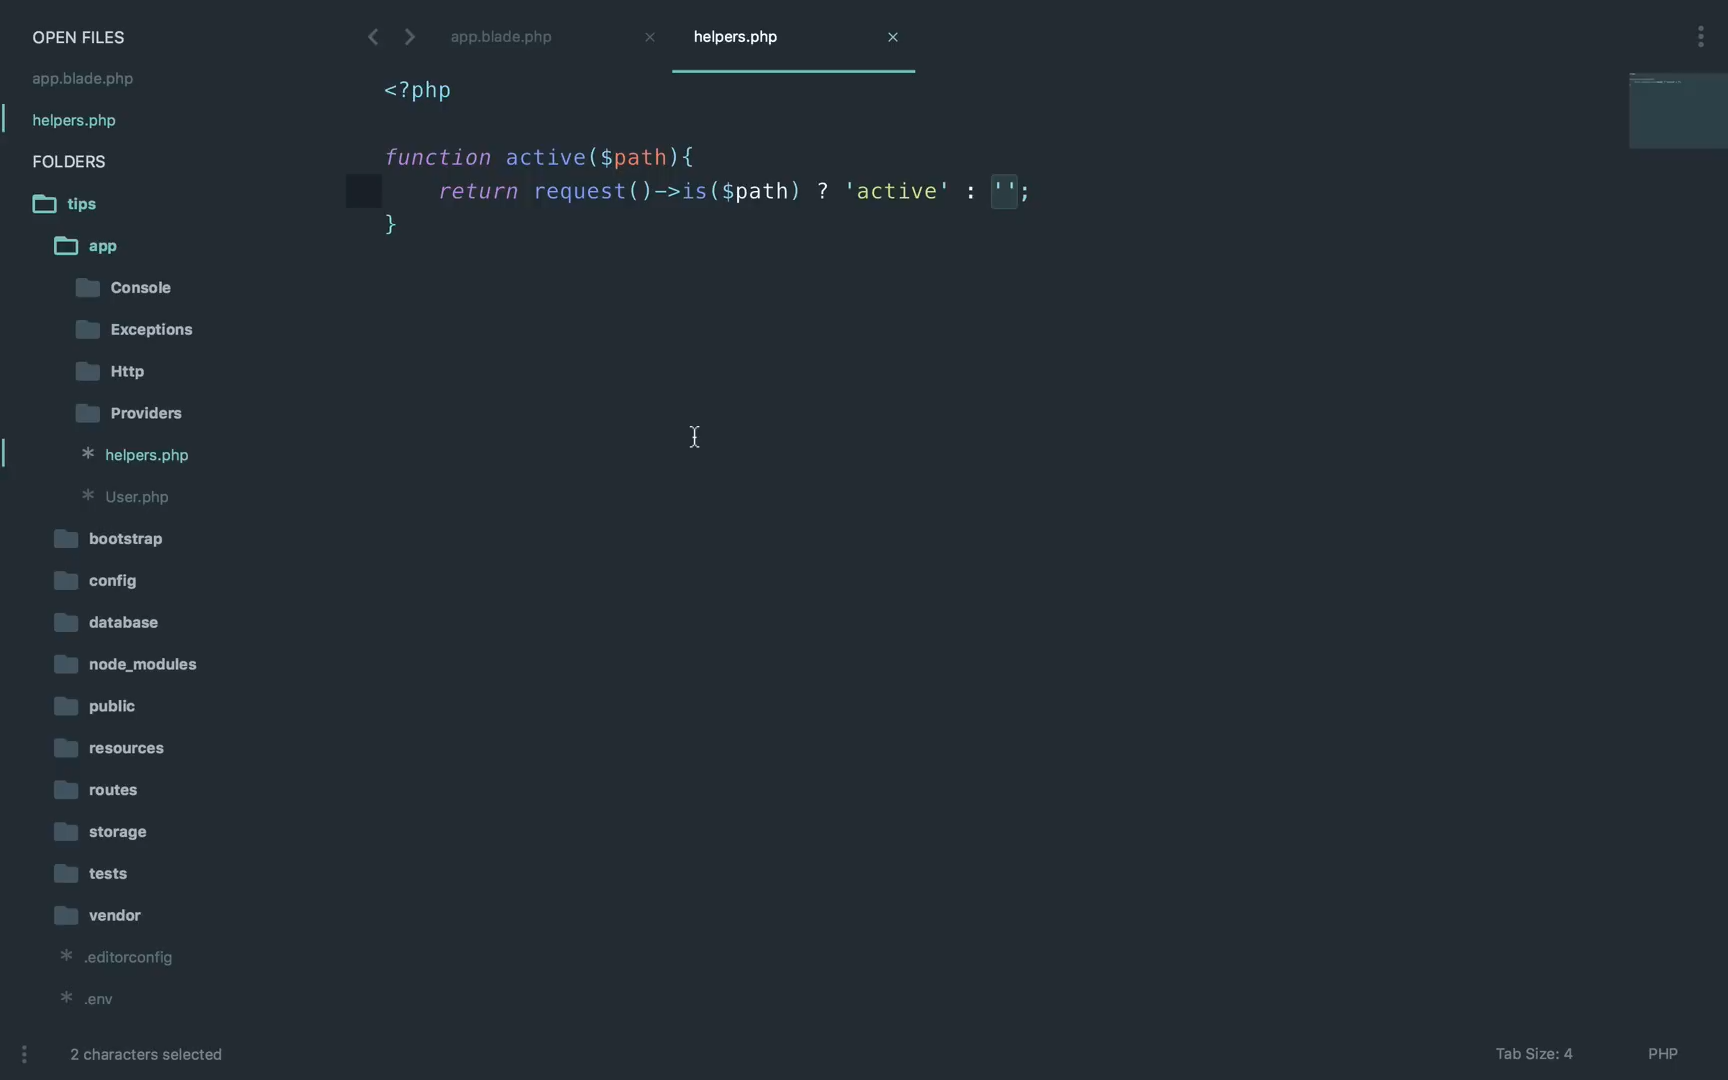 OPEN FILES
app.blade.php
helpers.php
FOLDERS
tips
app
Console
Exceptions
Http
Providers
* helpers.php
* User.php
bootstrap
config
database
node_modules
public
resources
routes
storage
tests
vendor
* .editorconfig
* .env
app.blade.php ×
helpers.php ×
<?php
function active($path){
return request()->is($path) ? 'active' : '';
}
2 characters selected
Tab Size: 4
PHP